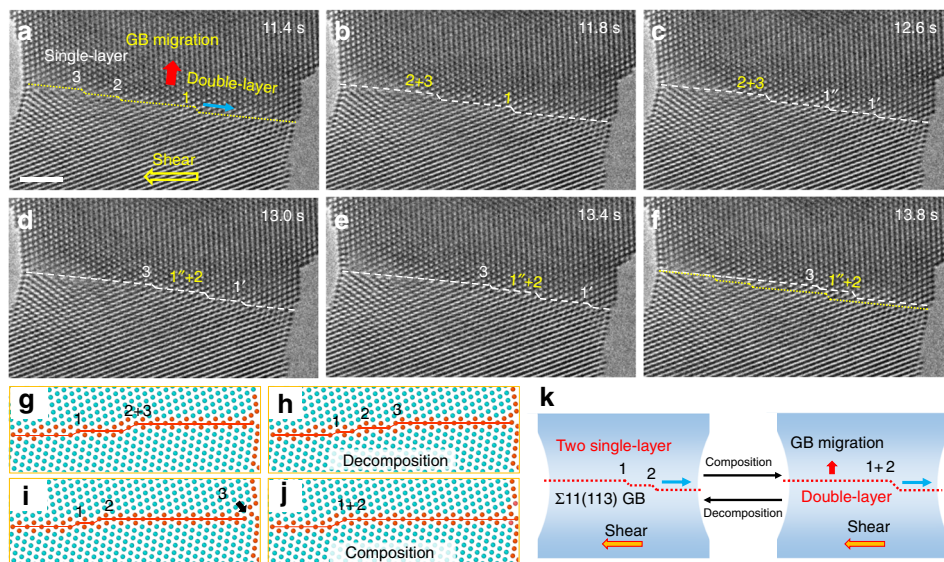 a
11.4 s
GB migration
Single-layer
3
2
Double-layer
1
Shear
b
11.8 s
2+3
1
c
12.6 s
2+3
1″
1′
d
13.0 s
3
1″+2
1′
e
13.4 s
3
1″+2
1′
f
13.8 s
3
1″+2
g
1
2+3
h
1
2
3
Decomposition
i
1
2
3
j
1+2
Composition
k
Two single-layer
1
2
Σ11(113) GB
Shear
Composition
Decomposition
GB migration
1+2
Double-layer
Shear